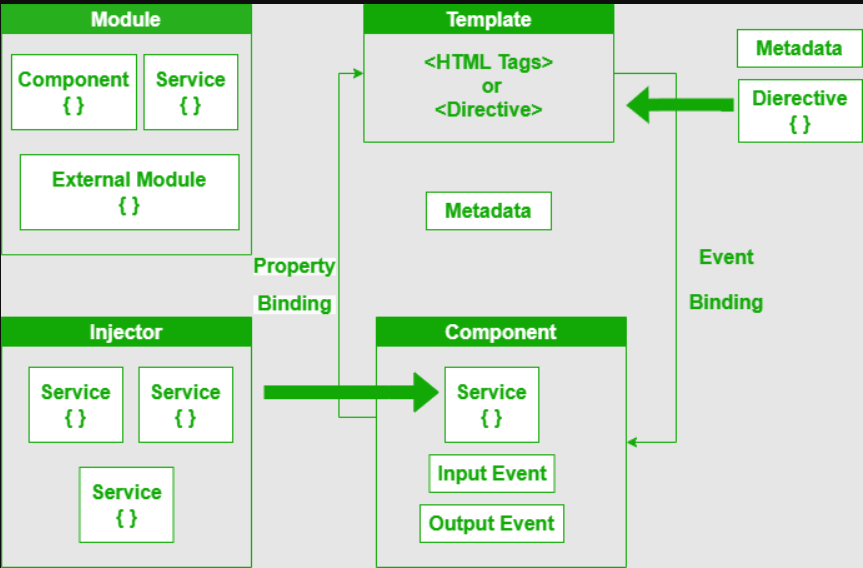 Module
Component
{ }
Service
{ }
External Module
{ }
Template
<HTML Tags>
or
<Directive>
Metadata
Dierective
{ }
Metadata
Property
Binding
Event
Binding
Injector
Service
{ }
Service
{ }
Service
{ }
Component
Service
{ }
Input Event
Output Event